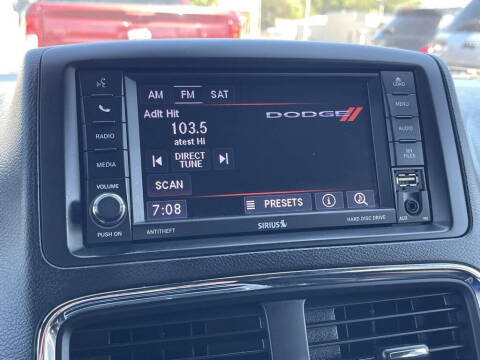 AM FM SAT
Adlt Hit
DODGE
103.5
atest Hi
DIRECT
TUNE
SCAN
7:08
PRESETS
RADIO
MEDIA
VOLUME
PUSH ON
ANTITHEFT
SIRIUS
HARD DISC DRIVE
LOAD
MENU
AUDIO
MY
FILES
AUX